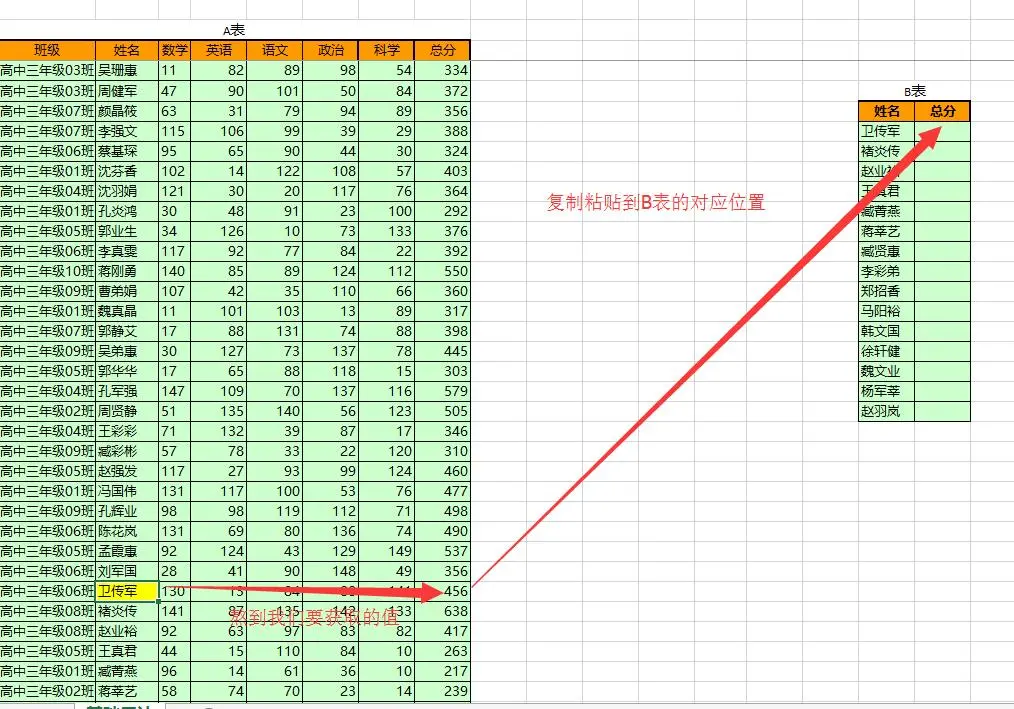 A表
班级 姓名 数学 英语 语文 政治 科学 总分
高中三年级03班 吴珊惠 11 82 89 98 54 334
高中三年级03班 周健军 47 90 101 50 84 372
高中三年级07班 颜晶筱 63 31 79 94 89 356
高中三年级07班 李强文 115 106 99 39 29 388
高中三年级06班 蔡基琛 95 65 90 44 30 324
高中三年级01班 沈芬香 102 14 122 108 57 403
高中三年级04班 沈羽娟 121 30 20 117 76 364
高中三年级01班 孔炎鸿 30 48 91 23 100 292
高中三年级05班 郭业生 34 126 10 73 133 376
高中三年级06班 李真雯 117 92 77 84 22 392
高中三年级10班 蒋刚勇 140 85 89 124 112 550
高中三年级09班 曹弟娟 107 42 35 110 66 360
高中三年级01班 魏真晶 11 101 103 13 89 317
高中三年级07班 郭静艾 17 88 131 74 88 398
高中三年级09班 吴弟惠 30 127 73 137 78 445
高中三年级05班 郭华华 17 65 88 118 15 303
高中三年级04班 孔军强 147 109 70 137 116 579
高中三年级02班 周贤静 51 135 140 56 123 505
高中三年级04班 王彩彩 71 132 39 87 17 346
高中三年级09班 臧彩彬 57 78 33 22 120 310
高中三年级05班 赵强发 117 27 93 99 124 460
高中三年级01班 冯国伟 131 117 100 53 76 477
高中三年级09班 孔辉业 98 98 119 112 71 498
高中三年级06班 陈花岚 131 69 80 136 74 490
高中三年级05班 孟霞惠 92 124 43 129 149 537
高中三年级06班 刘军国 28 41 90 148 49 356
高中三年级06班 卫传军 130 13 456
高中三年级08班 褚炎传 141 87 135 142 133 638
找到我们要获取的值
高中三年级08班 赵业裕 92 63 97 83 82 417
高中三年级05班 王真君 44 15 110 84 10 263
高中三年级01班 臧菁燕 96 14 61 36 10 217
高中三年级02班 蒋莘艺 58 74 70 23 14 239
复制粘贴到B表的对应位置
B表
姓名 总分
卫传军
褚炎传
赵业裕
王真君
臧菁燕
蒋莘艺
臧贤惠
李彩弟
郑招香
马阳裕
韩文国
徐轩健
魏文业
杨军莘
赵羽岚